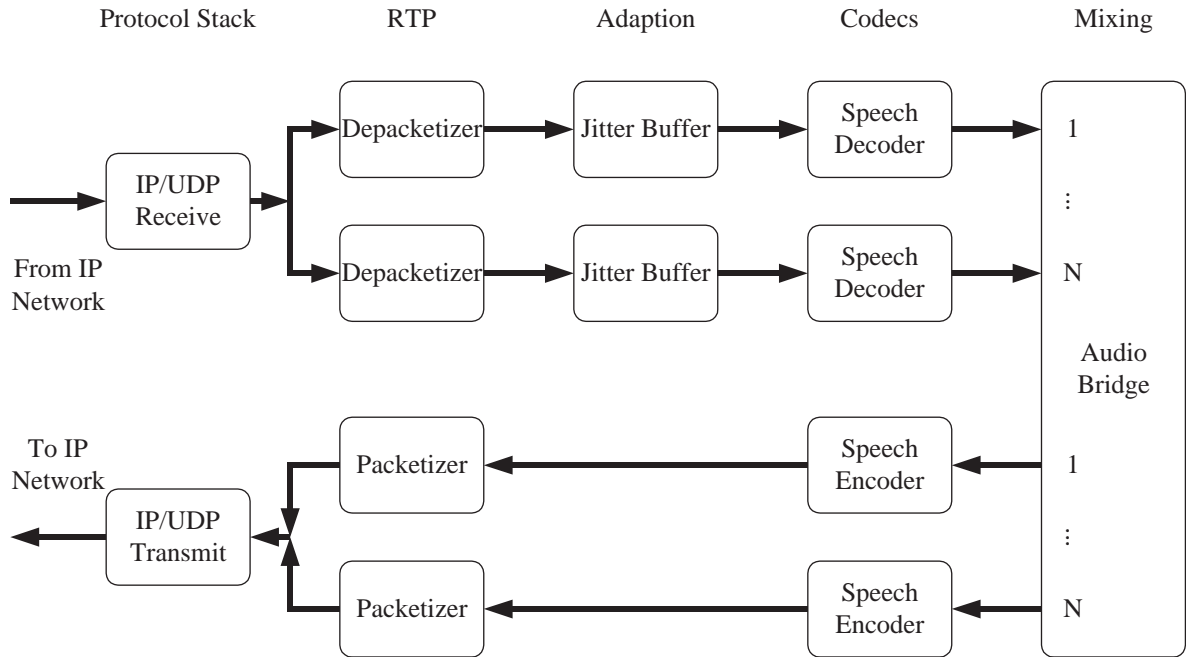 Protocol Stack
RTP
Adaption
Codecs
Mixing
Depacketizer
Jitter Buffer
Speech
Decoder
1
IP/UDP
Receive
⋮
From IP
Network
Depacketizer
Jitter Buffer
Speech
Decoder
N
Audio
Bridge
To IP
Network
Packetizer
Speech
Encoder
1
IP/UDP
Transmit
⋮
Packetizer
Speech
Encoder
N